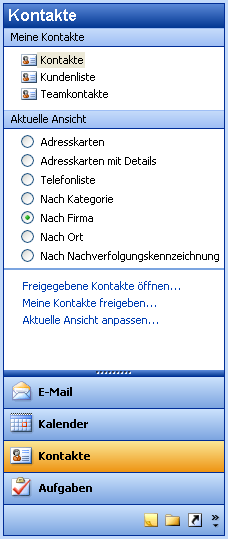 Kontakte
Meine Kontakte
Kontakte
Kundenliste
Teamkontakte
Aktuelle Ansicht
Adresskarten
Adresskarten mit Details
Telefonliste
Nach Kategorie
Nach Firma
Nach Ort
Nach Nachverfolgungskennzeichnung
Freigegebene Kontakte öffnen...
Meine Kontakte freigeben...
Aktuelle Ansicht anpassen...
E-Mail
Kalender
Kontakte
Aufgaben